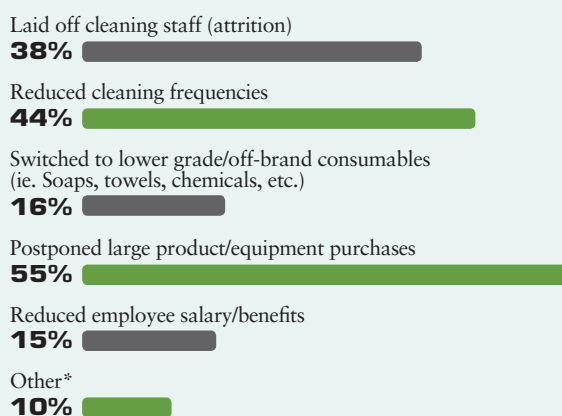 Laid off cleaning staff (attrition)
38%
Reduced cleaning frequencies
44%
Switched to lower grade/off-brand consumables
(ie. Soaps, towels, chemicals, etc.)
16%
Postponed large product/equipment purchases
55%
Reduced employee salary/benefits
15%
Other*
10%